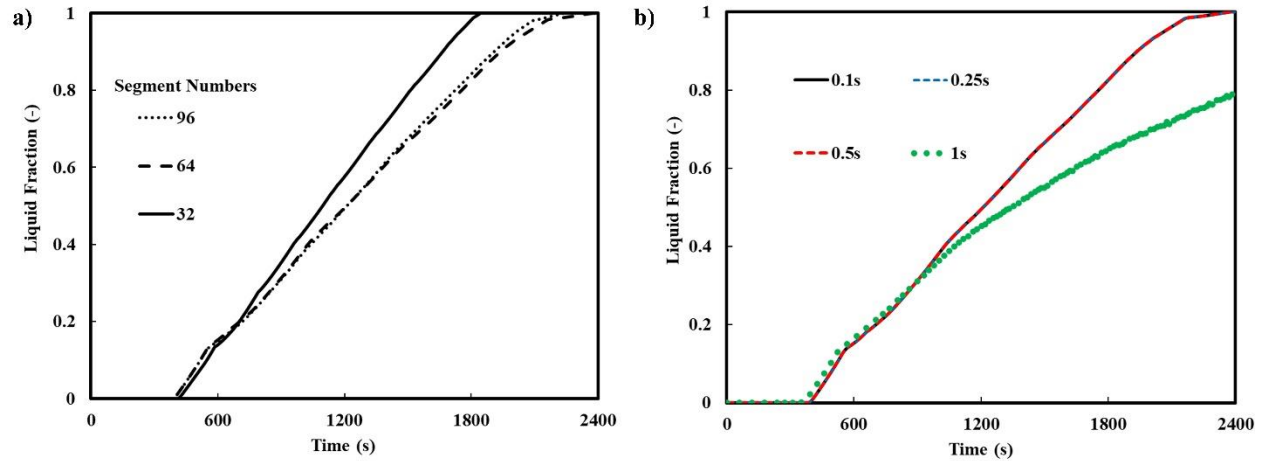 a)
Liquid Fraction (-)
1
0.8
0.6
0.4
0.2
0
Segment Numbers
96
64
32
0 600 1200 1800 2400
Time (s)
b)
Liquid Fraction (-)
1
0.8
0.6
0.4
0.2
0
0.1s 0.25s
0.5s 1s
0 600 1200 1800 2400
Time (s)